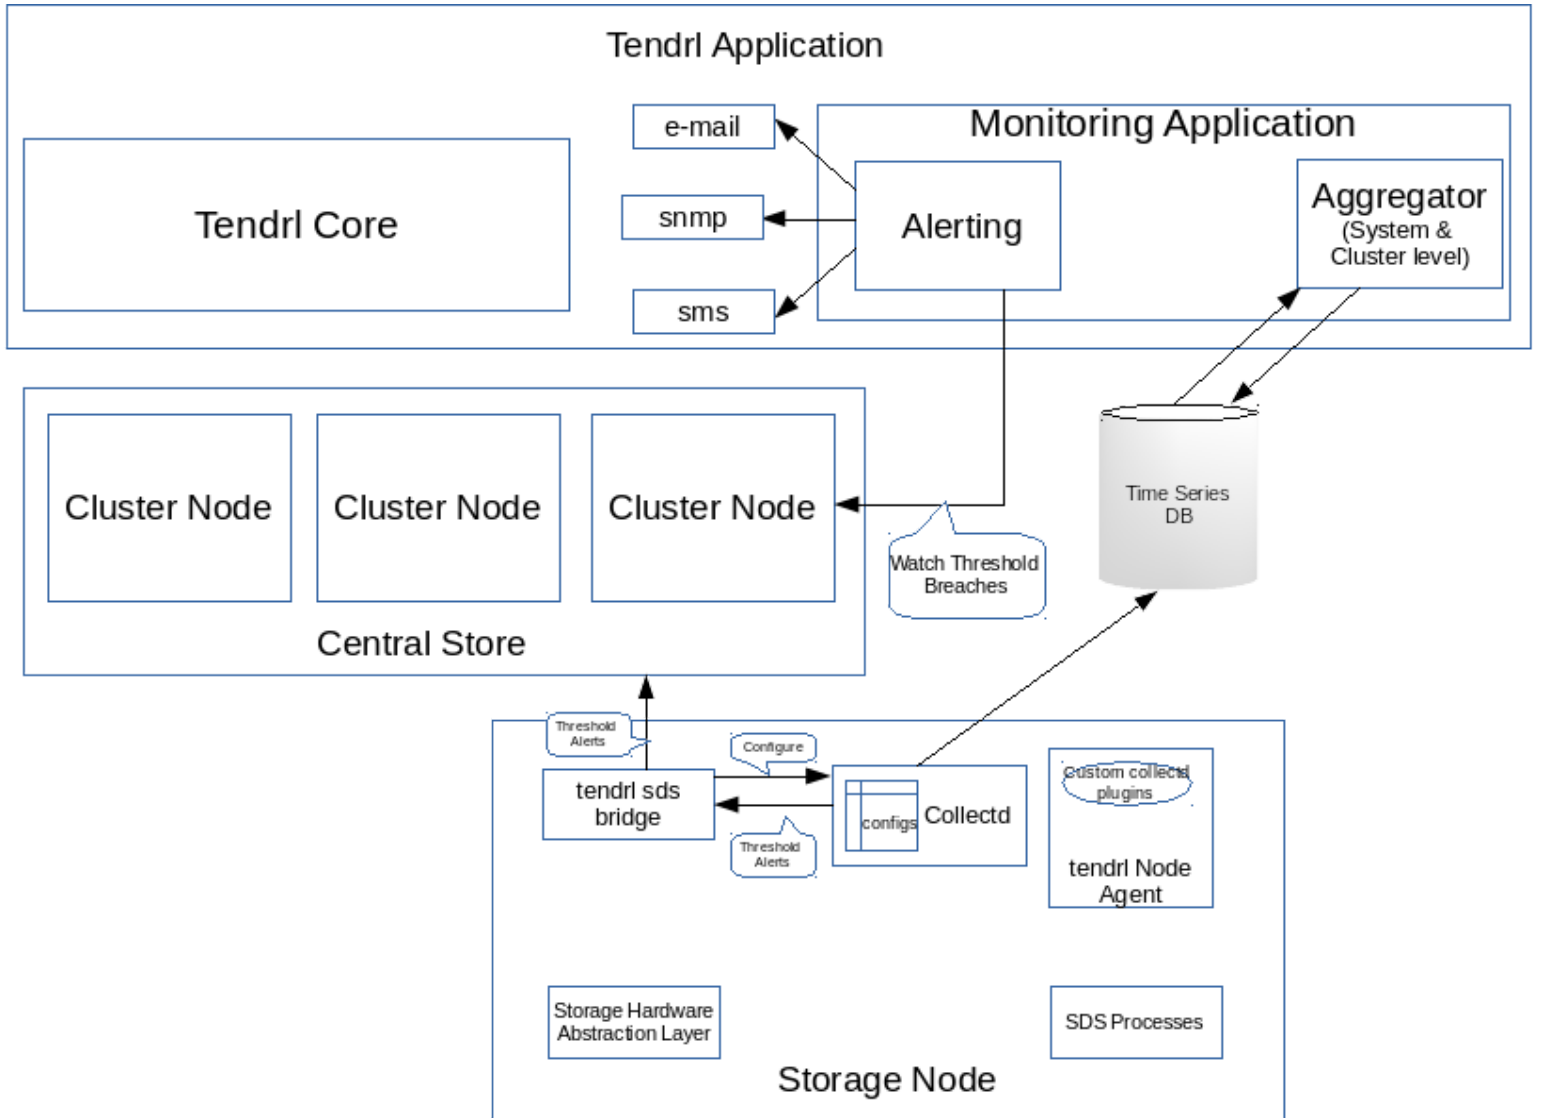 Tendrl Application
e-mail
Monitoring Application
Tendrl Core
snmp
Alerting
Aggregator
(System &
Cluster level)
sms
Cluster Node
Cluster Node
Cluster Node
Time Series
DB
Watch Threshold
Breaches
Central Store
Threshold
Alerts
Configure
tendrl sds
bridge
configs
Collectd
Custom collectd
plugins
Threshold
Alerts
tendrl Node
Agent
Storage Hardware
Abstraction Layer
SDS Processes
Storage Node